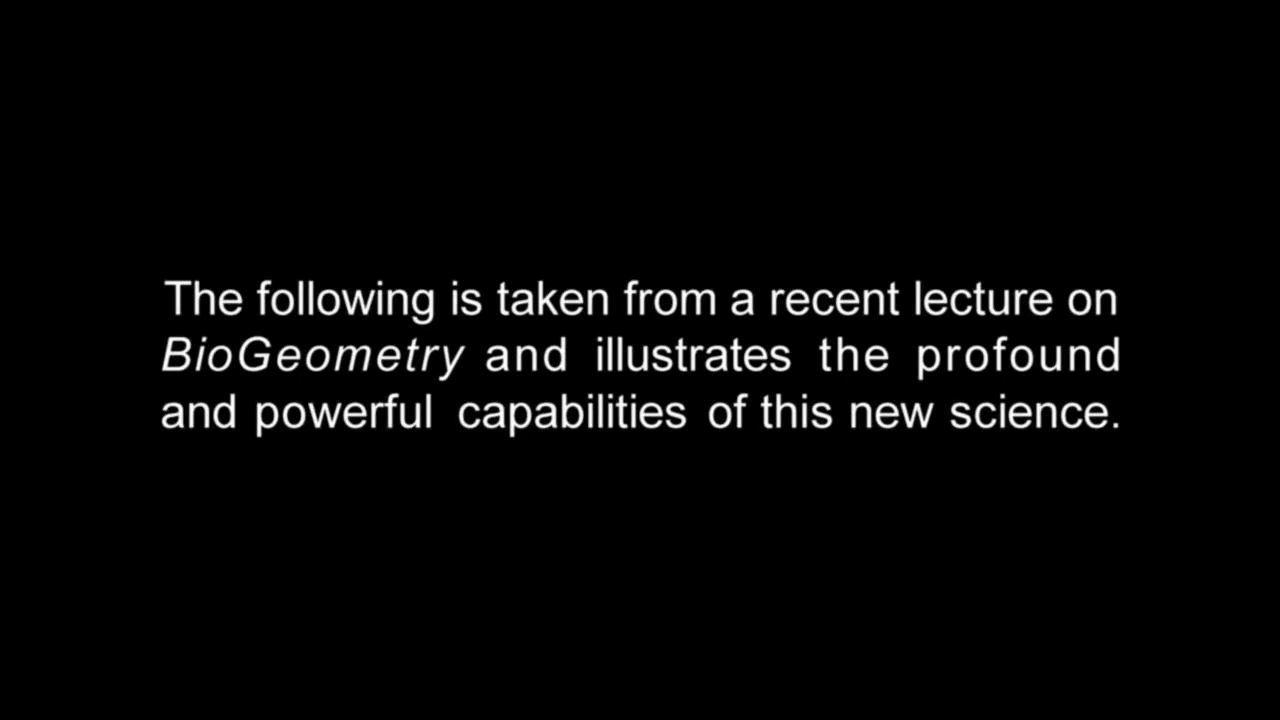 The following is taken from a recent lecture on
BioGeometry and illustrates the profound
and powerful capabilities of this new science.